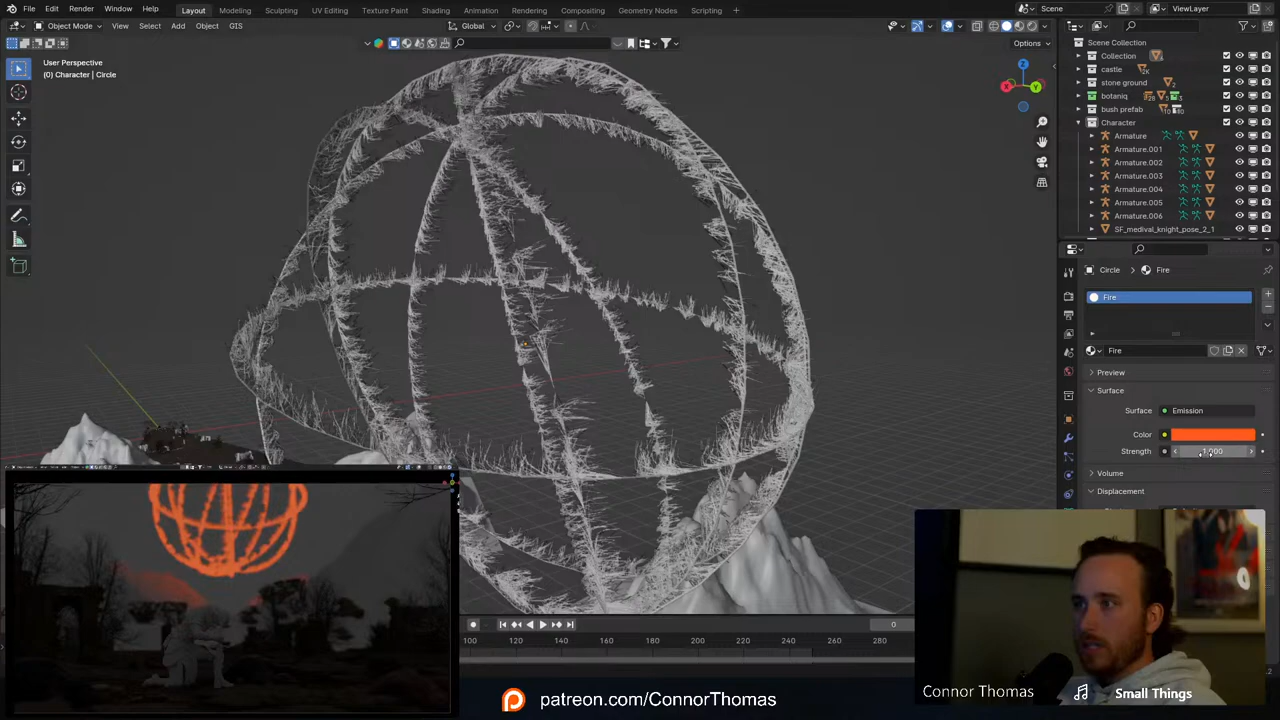 File Edit Render Window Help Layout Modeling Sculpting UV Editing Texture Paint Shading Animation Rendering Compositing Geometry Nodes Scripting Scene ViewLayer
Object Mode View Select Add Object GIS Global
Options
User Perspective
(0) Character | Circle
Scene Collection
Collection
castle
stone ground
botaniq
bush prefab
Character
Armature
Armature.001
Armature.002
Armature.003
Armature.004
Armature.005
Armature.006
SF_medival_knight_pose_2_1
Circle > Fire
Fire
Fire
Preview
Surface
Surface Emission
Color
Strength 1.000
Volume
Displacement
0
100 120 140 160 180 200 220 240 260 280
patreon.com/ConnorThomas
Connor Thomas
Small Things